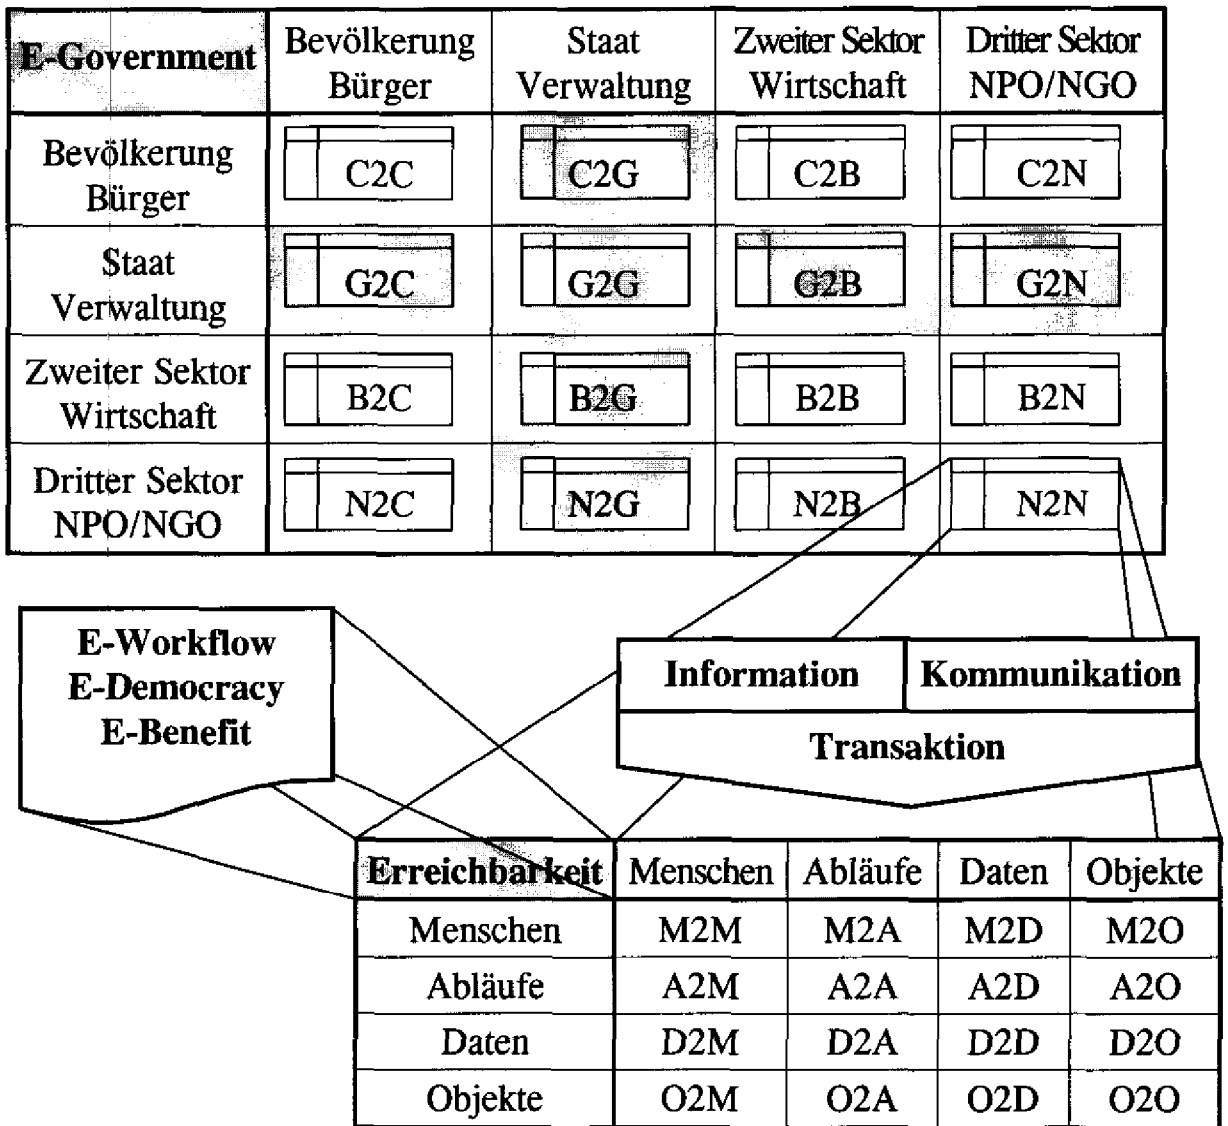 E-Government
Bevölkerung
Bürger
Staat
Verwaltung
Zweiter Sektor
Wirtschaft
Dritter Sektor
NPO/NGO
Bevölkerung
Bürger
C2C
C2G
C2B
C2N
Staat
Verwaltung
G2C
G2G
G2B
G2N
Zweiter Sektor
Wirtschaft
B2C
B2G
B2B
B2N
Dritter Sektor
NPO/NGO
N2C
N2G
N2B
N2N
E-Workflow
E-Democracy
E-Benefit
Information
Kommunikation
Transaktion
Erreichbarkeit
Menschen
Abläufe
Daten
Objekte
Menschen
M2M
M2A
M2D
M2O
Abläufe
A2M
A2A
A2D
A2O
Daten
D2M
D2A
D2D
D2O
Objekte
O2M
O2A
O2D
O2O